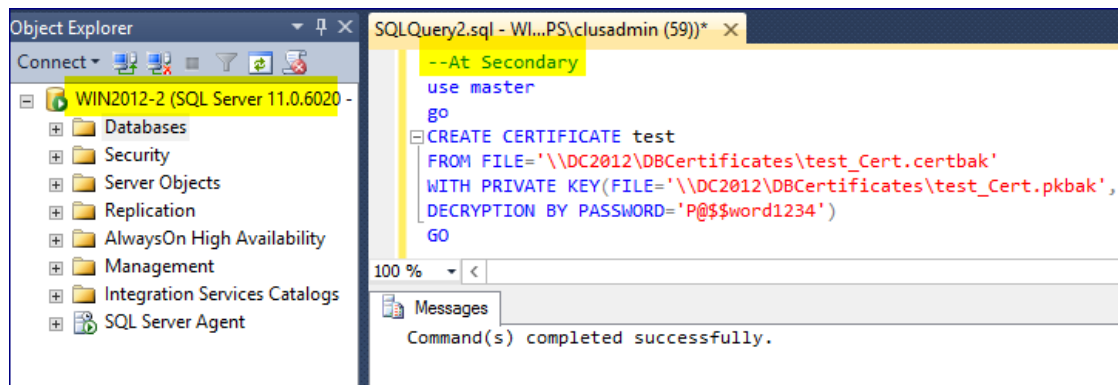 Object Explorer
Connect
WIN2012-2 (SQL Server 11.0.6020 -
Databases
Security
Server Objects
Replication
AlwaysOn High Availability
Management
Integration Services Catalogs
SQL Server Agent
SQLQuery2.sql - WI...PS\clusadmin (59))*
--At Secondary
use master
go
CREATE CERTIFICATE test
FROM FILE='\\DC2012\DBCertificates\test_Cert.certbak'
WITH PRIVATE KEY(FILE='\\DC2012\DBCertificates\test_Cert.pkbak',
DECRYPTION BY PASSWORD='P@$$word1234')
GO
100 %
Messages
Command(s) completed successfully.